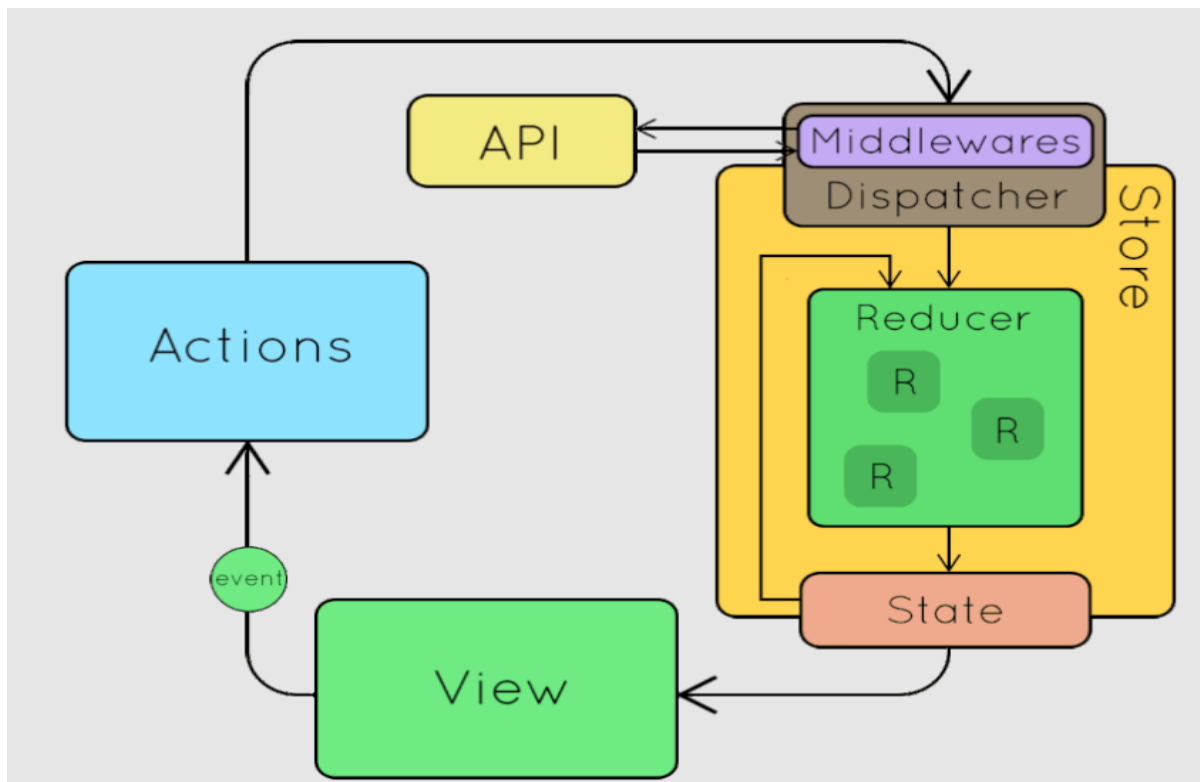 API
Middlewares
Dispatcher
Store
Actions
Reducer
R
R
R
event
State
View